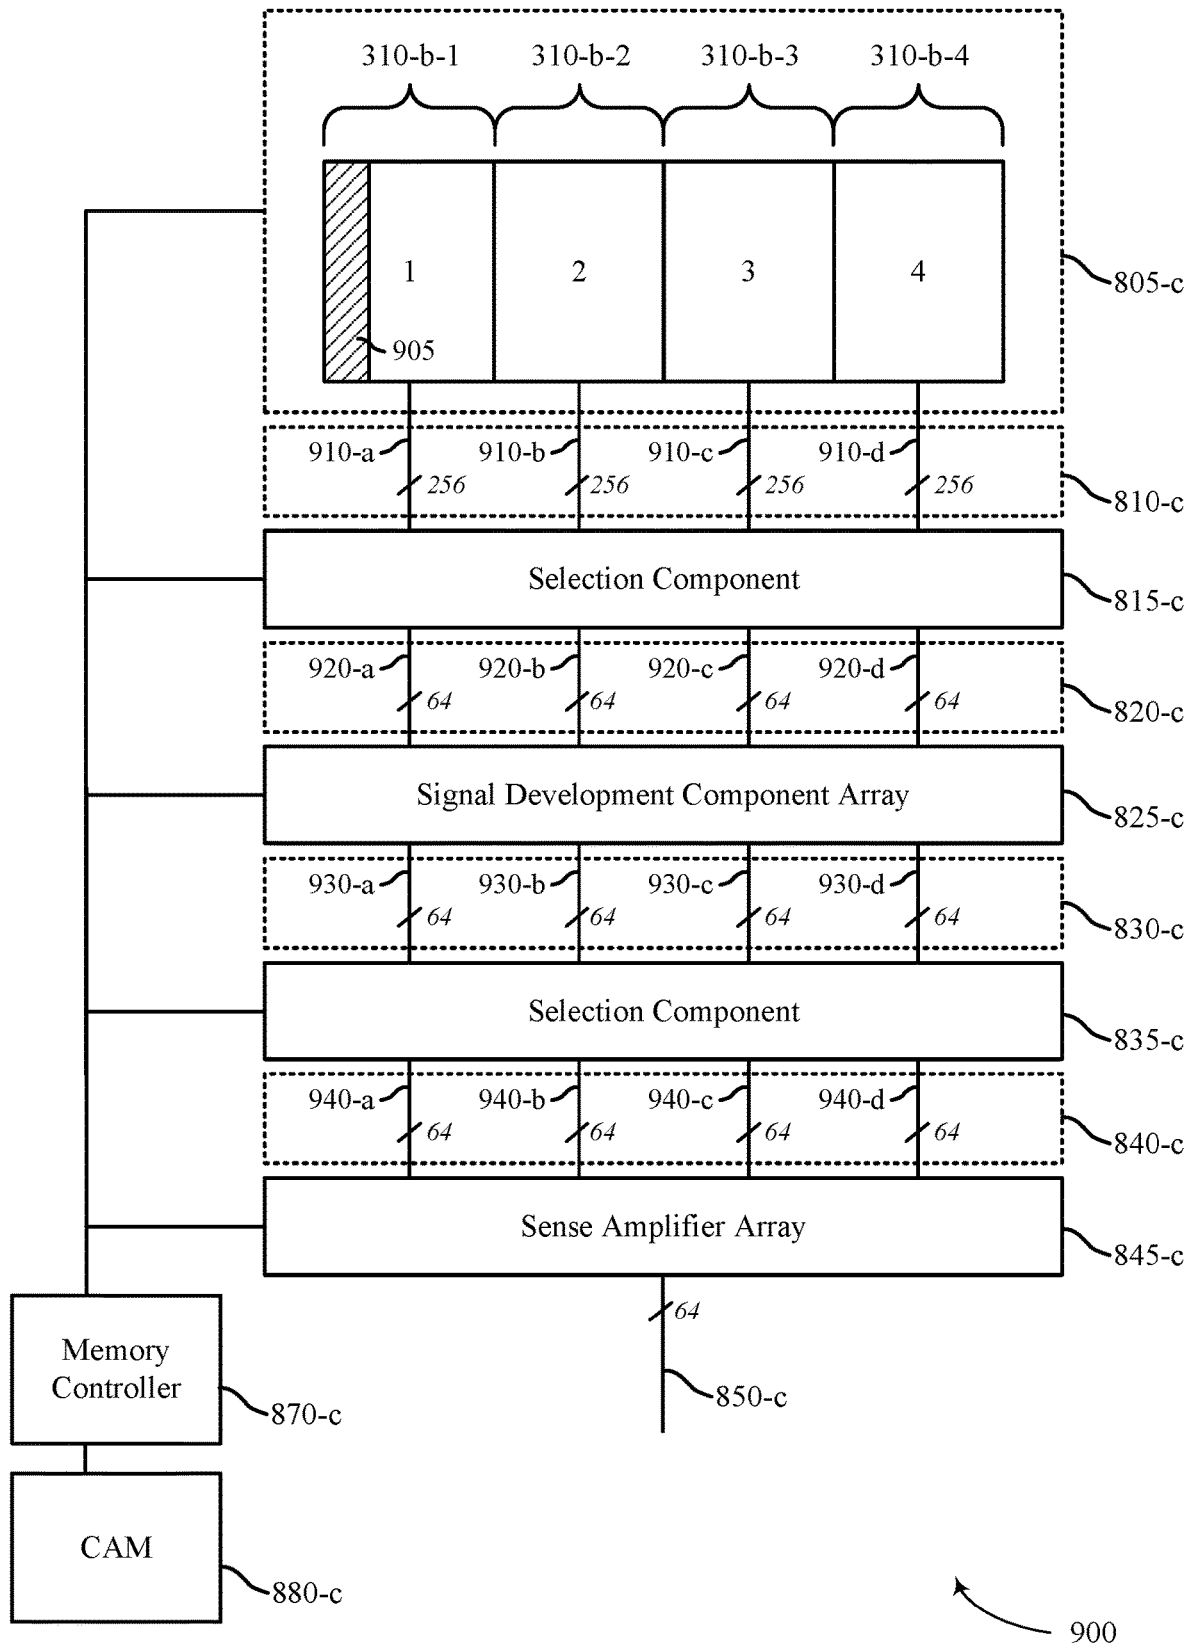 310-b-1 310-b-2 310-b-3 310-b-4
1 2 3 4
805-c
905
910-a 910-b 910-c 910-d
256 256 256 256
810-c
Selection Component
815-c
920-a 920-b 920-c 920-d
64 64 64 64
820-c
Signal Development Component Array
825-c
930-a 930-b 930-c 930-d
64 64 64 64
830-c
Selection Component
835-c
940-a 940-b 940-c 940-d
64 64 64 64
840-c
Sense Amplifier Array
845-c
64
850-c
Memory
Controller
870-c
CAM
880-c
900